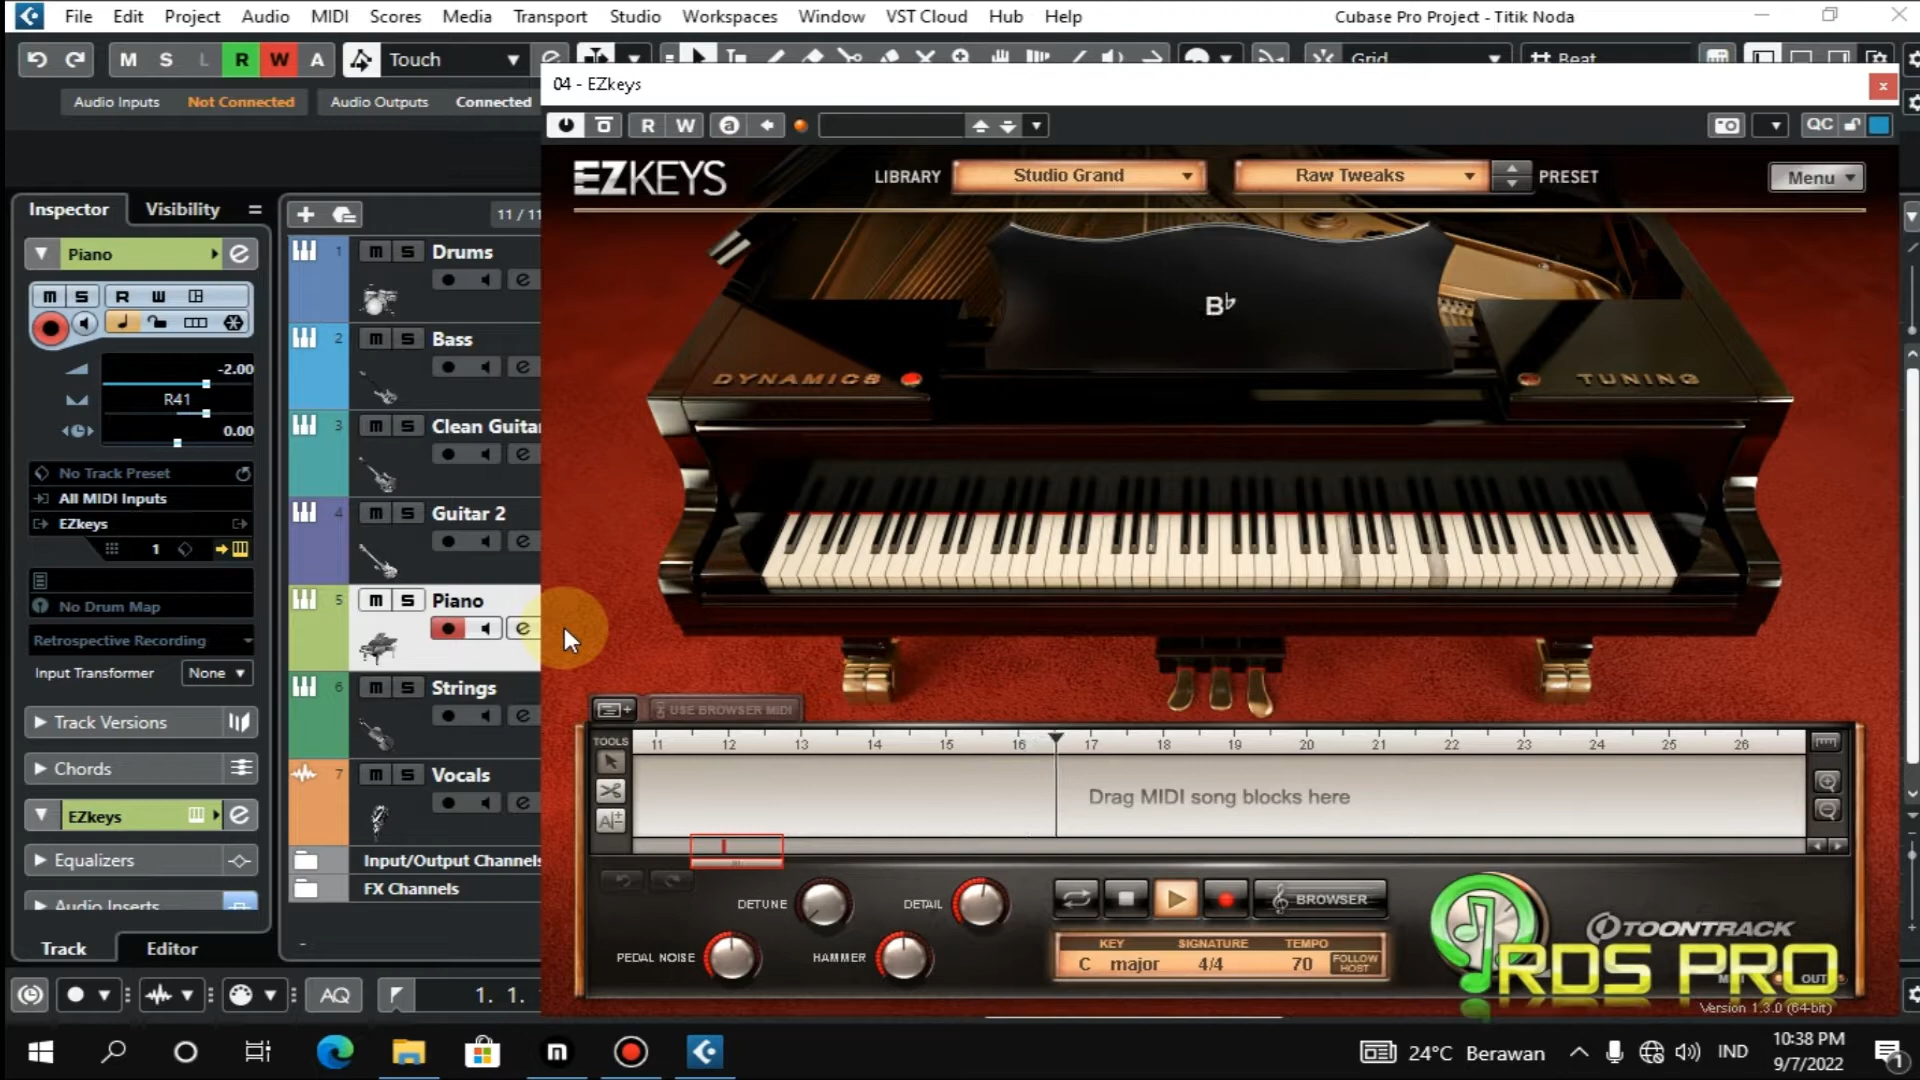 File Edit Project Audio MIDI Scores Media Transport Studio Workspaces Window VST Cloud Hub Help Cubase Pro Project - Titik Noda
M S L R W A Touch Grid Beat
Audio Inputs Not Connected Audio Outputs Connected
04 - EZkeys
R W a QC
EZKEYS LIBRARY Studio Grand Raw Tweaks PRESET Menu
Inspector Visibility
11 / 11
Piano
m S R W
-2.00
R41
0.00
No Track Preset
All MIDI Inputs
EZkeys
1
No Drum Map
Retrospective Recording
Input Transformer None
Track Versions
Chords
EZkeys
Equalizers
Audio Inserts
Track Editor
1 m S Drums
2 m S Bass
3 m S Clean Guita
4 m S Guitar 2
5 m S Piano
6 m S Strings
7 m S Vocals
Input/Output Channels
FX Channels
B♭
DYNAMICS TUNING
USE BROWSER MIDI
TOOLS 11 12 13 14 15 16 17 18 19 20 21 22 23 24 25 26
Drag MIDI song blocks here
DETUNE DETAIL BROWSER
PEDAL NOISE HAMMER
KEY SIGNATURE TEMPO
C major 4/4 70 FOLLOW HOST
TOONTRACK
RDS PRO
OUT
Version 1.3.0 (64-bit)
AQ 1. 1.
24°C Berawan IND 10:38 PM
9/7/2022
1